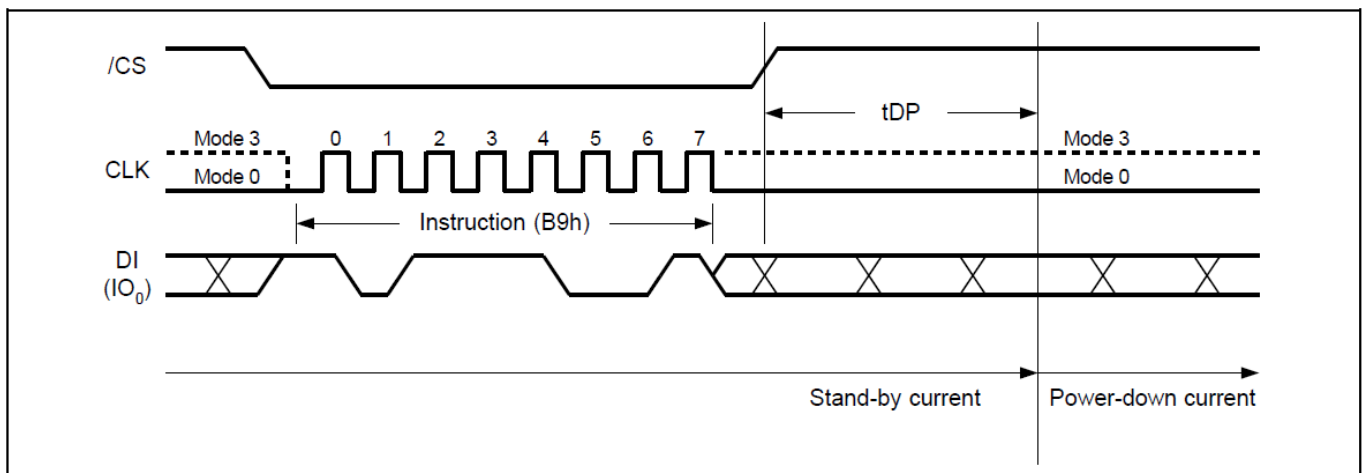 /CS
tDP
Mode 3 0 1 2 3 4 5 6 7 Mode 3
CLK
Mode 0 Mode 0
Instruction (B9h)
DI
(IO₀)
Stand-by current Power-down current